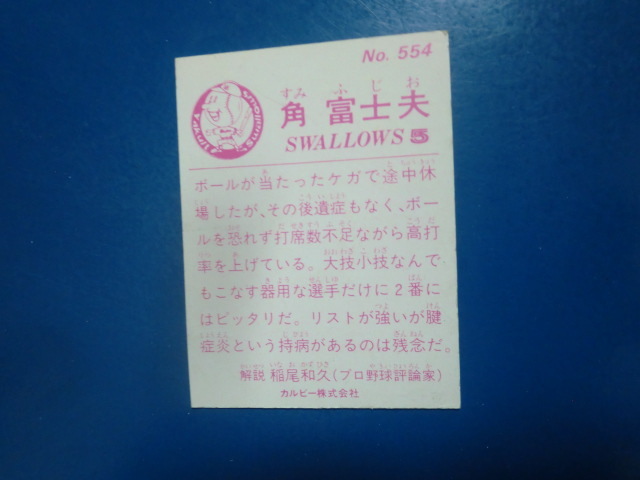 No. 554
すみ ふ じ お
角 富士夫
SWALLOWS 5
ボールが当たったケガで途中休
場したが、その後遺症もなく、ボー
ルを恐れず打席数不足ながら高打
率を上げている。大技小技なんで
もこなす器用な選手だけに2番に
はピッタリだ。リストが強いが腱
症炎という持病があるのは残念だ。
解説 稲尾和久(プロ野球評論家)
カルビー株式会社